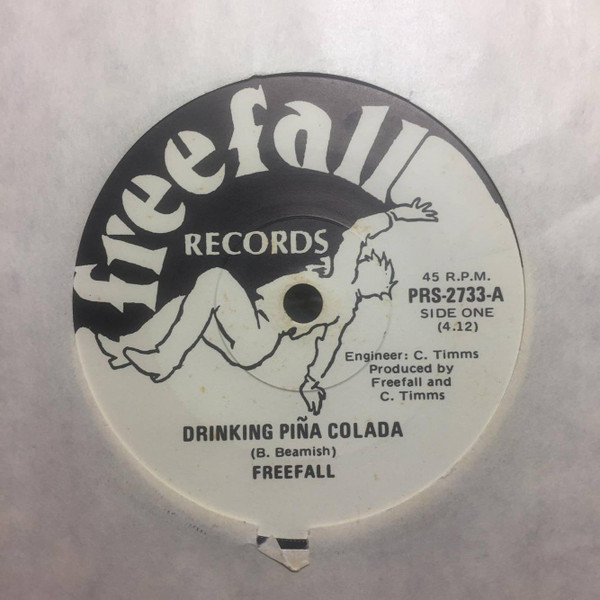 freefall
RECORDS
45 R.P.M.
PRS-2733-A
SIDE ONE
(4.12)
Engineer: C. Timms
Produced by
Freefall and
C. Timms
DRINKING PIÑA COLADA
(B. Beamish)
FREEFALL